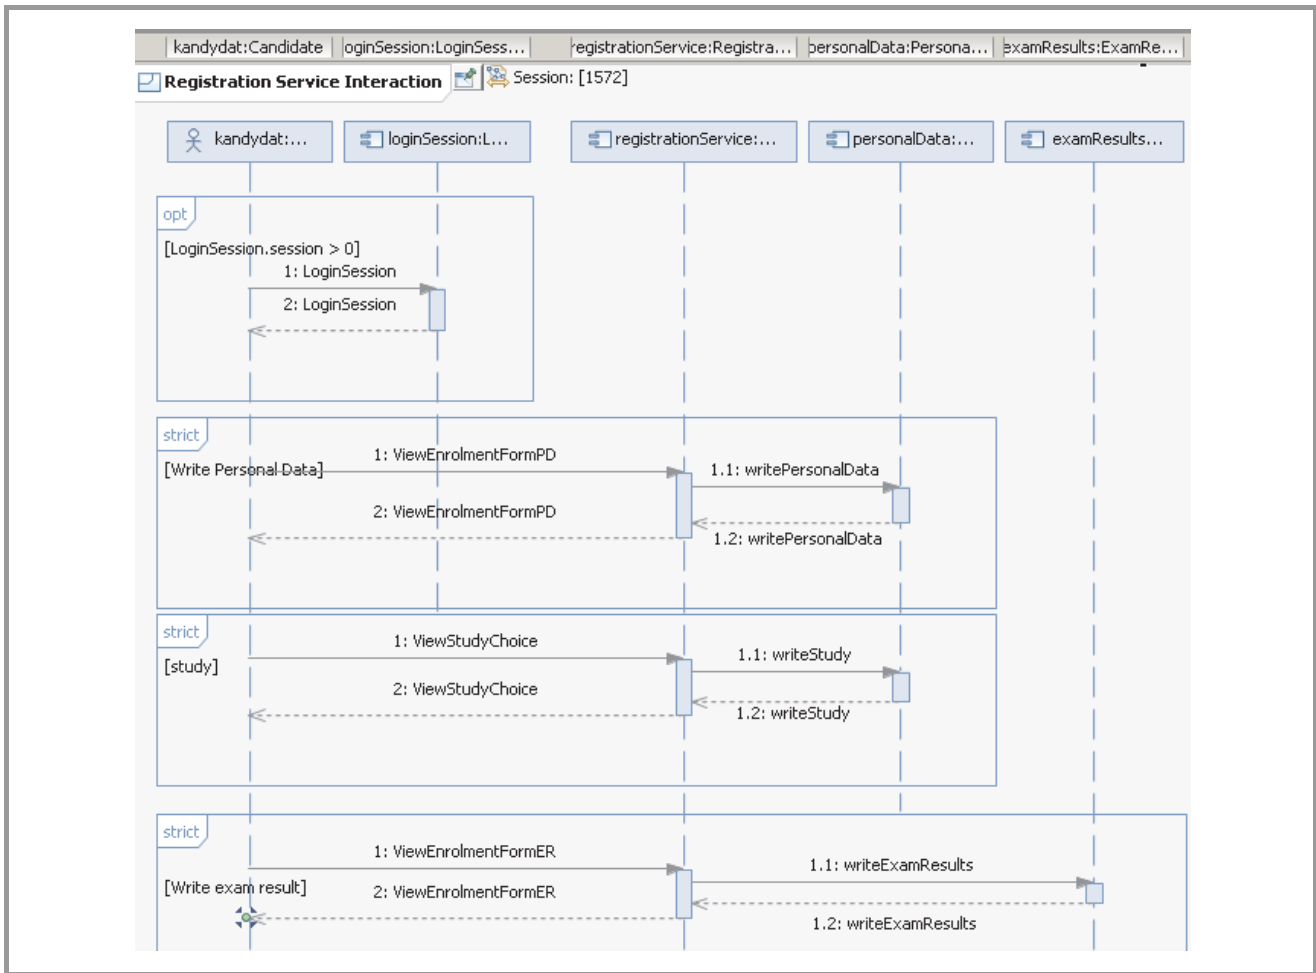 kandydat:Candidate
oginSession:LoginSess...
registrationService:Registra...
personalData:Persona...
examResults:ExamRe...
Registration Service Interaction
Session: [1572]
kandydat:...
loginSession:L...
registrationService:...
personalData:...
examResults...
opt
[LoginSession.session > 0]
1: LoginSession
2: LoginSession
strict
[Write Personal Data]
1: ViewEnrolmentFormPD
1.1: writePersonalData
2: ViewEnrolmentFormPD
1.2: writePersonalData
strict
[study]
1: ViewStudyChoice
1.1: writeStudy
2: ViewStudyChoice
1.2: writeStudy
strict
[Write exam result]
1: ViewEnrolmentFormER
1.1: writeExamResults
2: ViewEnrolmentFormER
1.2: writeExamResults